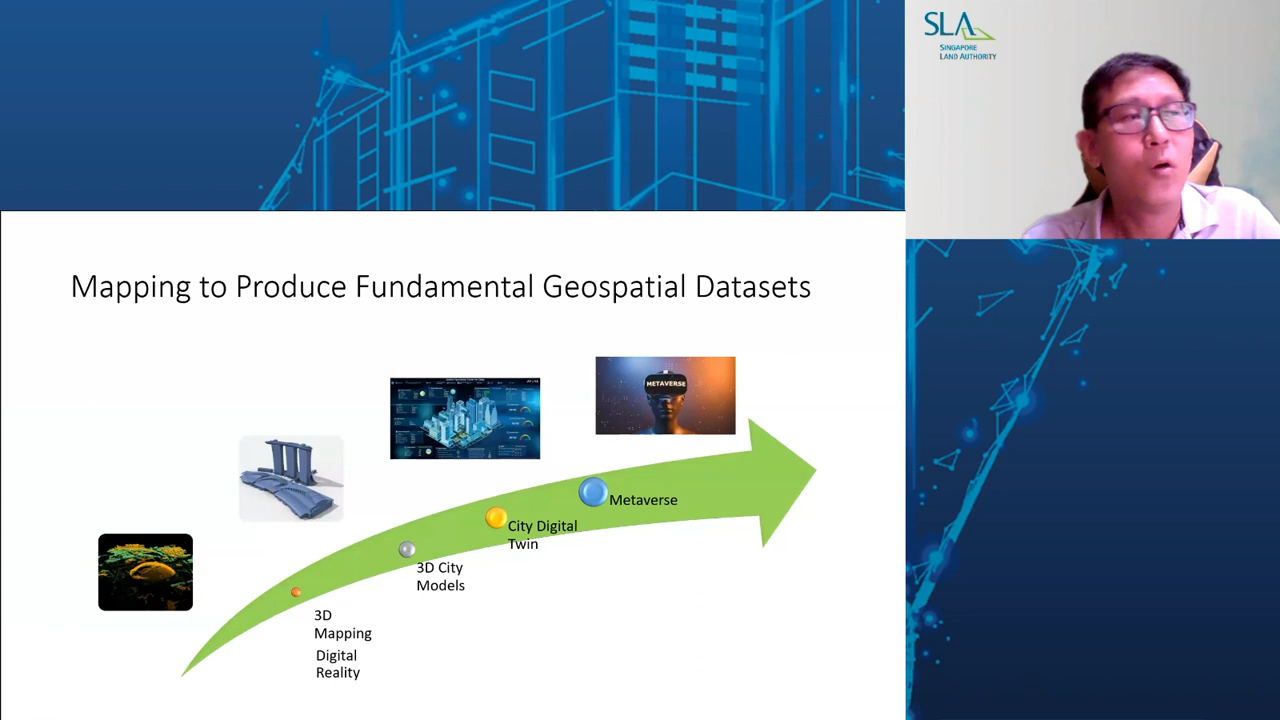 SLA
SINGAPORE
LAND AUTHORITY
Mapping to Produce Fundamental Geospatial Datasets
METAVERSE
Metaverse
City Digital
Twin
3D City
Models
3D
Mapping
Digital
Reality